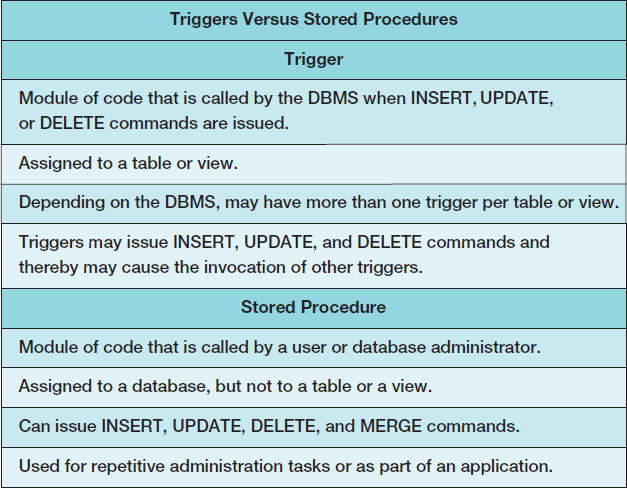 Triggers Versus Stored Procedures
Trigger
Module of code that is called by the DBMS when INSERT, UPDATE,
or DELETE commands are issued.
Assigned to a table or view.
Depending on the DBMS, may have more than one trigger per table or view.
Triggers may issue INSERT, UPDATE, and DELETE commands and
thereby may cause the invocation of other triggers.
Stored Procedure
Module of code that is called by a user or database administrator.
Assigned to a database, but not to a table or a view.
Can issue INSERT, UPDATE, DELETE, and MERGE commands.
Used for repetitive administration tasks or as part of an application.